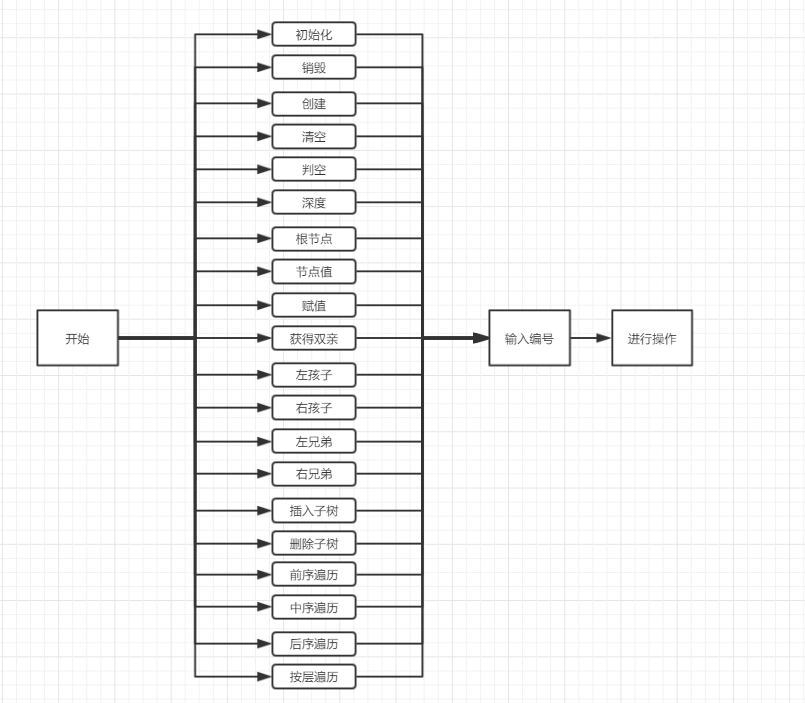 开始
初始化
销毁
创建
清空
判空
深度
根节点
节点值
赋值
获得双亲
左孩子
右孩子
左兄弟
右兄弟
插入子树
删除子树
前序遍历
中序遍历
后序遍历
按层遍历
输入编号
进行操作